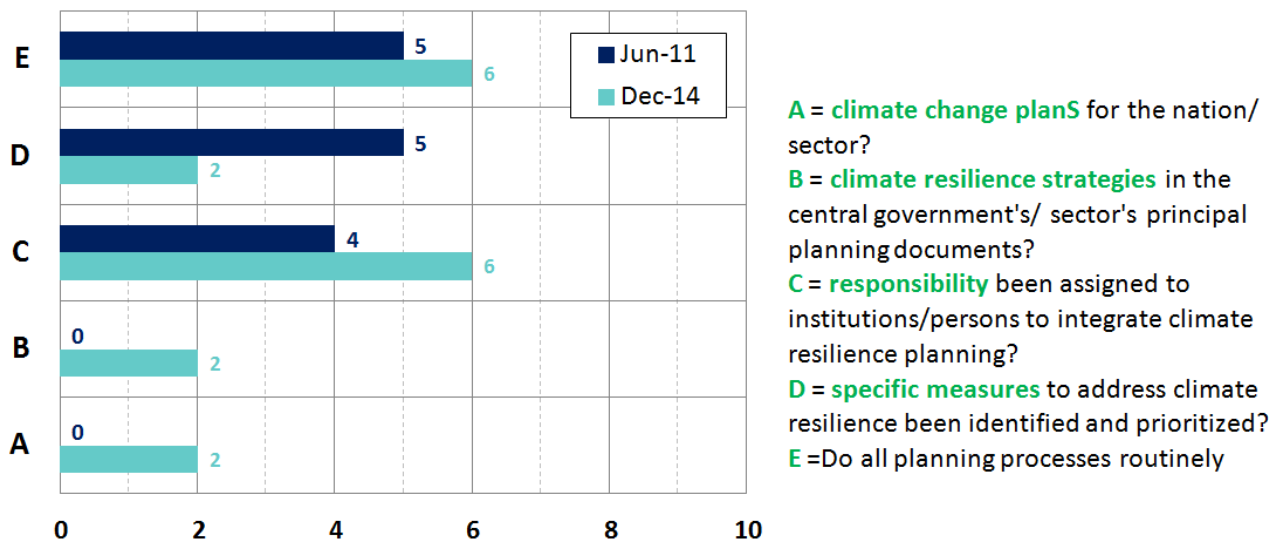 E
5
6
Jun-11
Dec-14
D
5
2
C
4
6
B
0
2
A
0
2
0 2 4 6 8 10
A = climate change planS for the nation/
sector?
B = climate resilience strategies in the
central government's/ sector's principal
planning documents?
C = responsibility been assigned to
institutions/persons to integrate climate
resilience planning?
D = specific measures to address climate
resilience been identified and prioritized?
E =Do all planning processes routinely